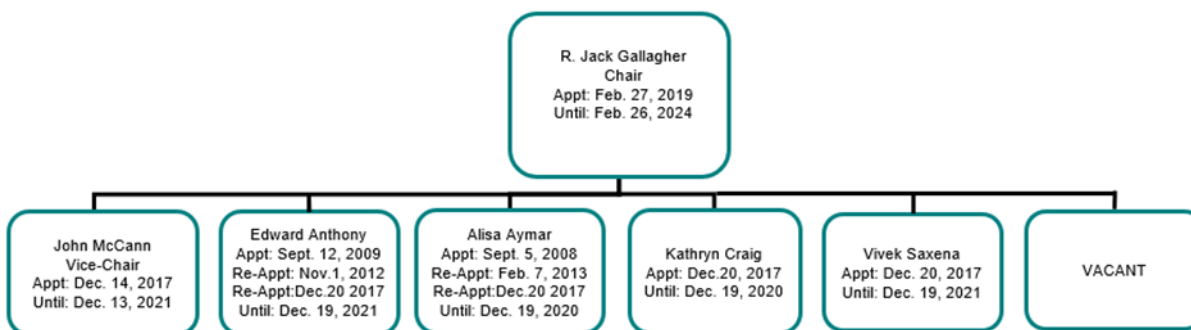 R. Jack Gallagher
Chair
Appt: Feb. 27, 2019
Until: Feb. 26, 2024
John McCann
Vice-Chair
Appt: Dec. 14, 2017
Until: Dec. 13, 2021
Edward Anthony
Appt: Sept. 12, 2009
Re-Appt: Nov.1, 2012
Re-Appt:Dec.20 2017
Until: Dec. 19, 2021
Alisa Aymar
Appt: Sept. 5, 2008
Re-Appt: Feb. 7, 2013
Re-Appt:Dec.20 2017
Until: Dec. 19, 2020
Kathryn Craig
Appt: Dec.20, 2017
Until: Dec. 19, 2020
Vivek Saxena
Appt: Dec. 20, 2017
Until: Dec. 19, 2021
VACANT